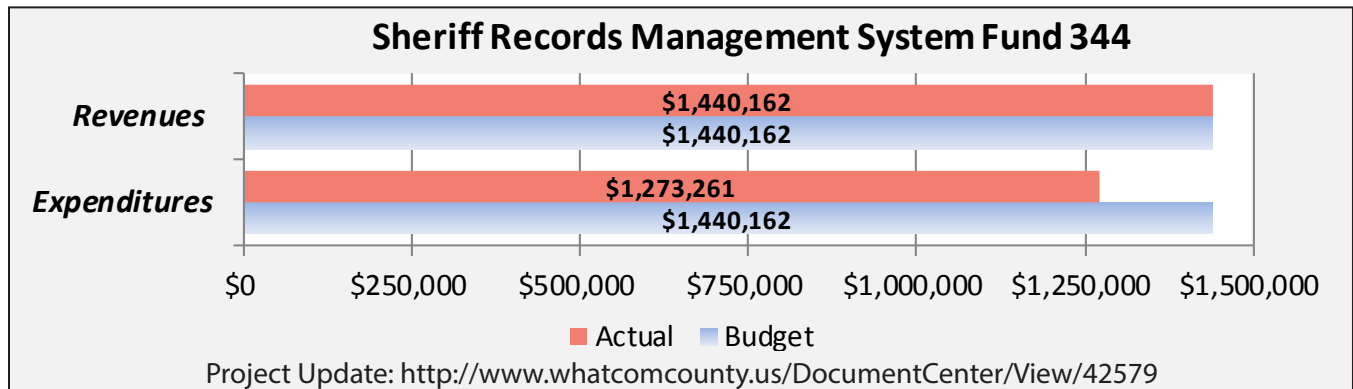 Sheriff Records Management System Fund 344
Revenues
$1,440,162
$1,440,162
Expenditures
$1,273,261
$1,440,162
$0 $250,000 $500,000 $750,000 $1,000,000 $1,250,000 $1,500,000
Actual Budget
Project Update: http://www.whatcomcounty.us/DocumentCenter/View/42579